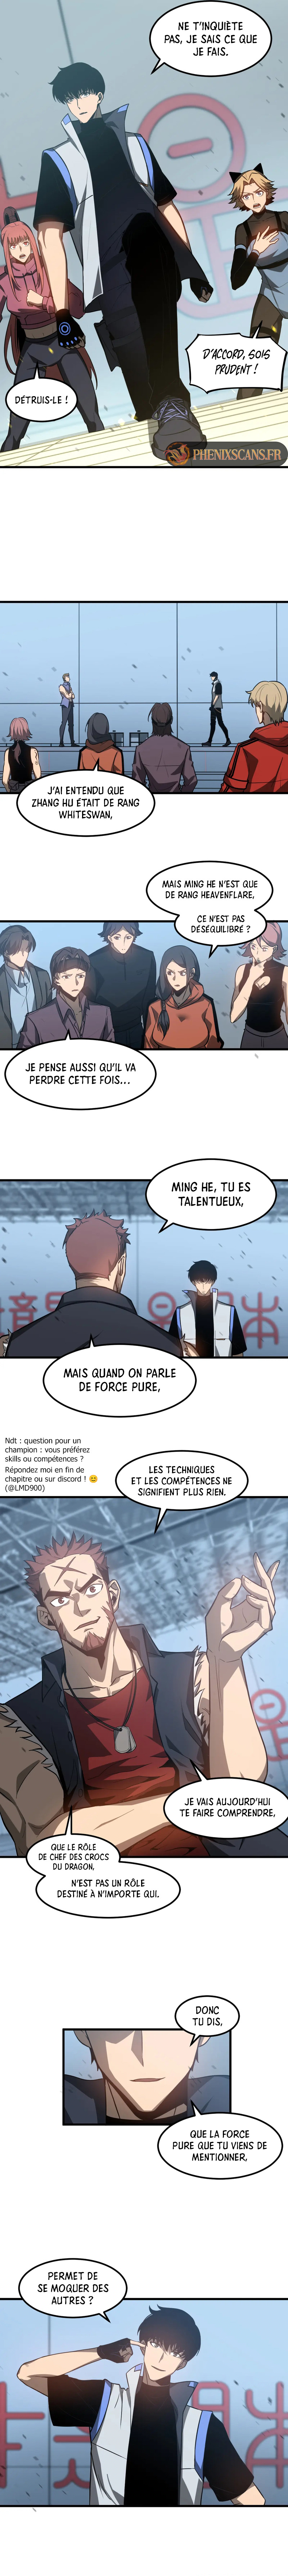 NE T'INQUIÈTE
PAS, JE SAIS CE QUE
JE FAIS.
D'ACCORD, SOIS
PRUDENT !
DÉTRUIS-LE !
PHENIXSCANS.FR
J'AI ENTENDU QUE
ZHANG HU ÉTAIT DE RANG
WHITESWAN,
MAIS MING HE N'EST QUE
DE RANG HEAVENFLARE,
CE N'EST PAS
DÉSÉQUILIBRÉ ?
JE PENSE AUSSI QU'IL VA
PERDRE CETTE FOIS...
MING HE, TU ES
TALENTUEUX,
MAIS QUAND ON PARLE
DE FORCE PURE,
Ndt : question pour un
champion : vous préférez
skills ou compétences ?
Répondez moi en fin de
chapitre ou sur discord ! 😊
(@LMD900)
LES TECHNIQUES
ET LES COMPÉTENCES NE
SIGNIFIENT PLUS RIEN.
JE VAIS AUJOURD'HUI
TE FAIRE COMPRENDRE,
QUE LE RÔLE
DE CHEF DES CROCS
DU DRAGON,
N'EST PAS UN RÔLE
DESTINÉ À N'IMPORTE QUI.
DONC
TU DIS,
QUE LA FORCE
PURE QUE TU VIENS DE
MENTIONNER,
PERMET DE
SE MOQUER DES
AUTRES ?